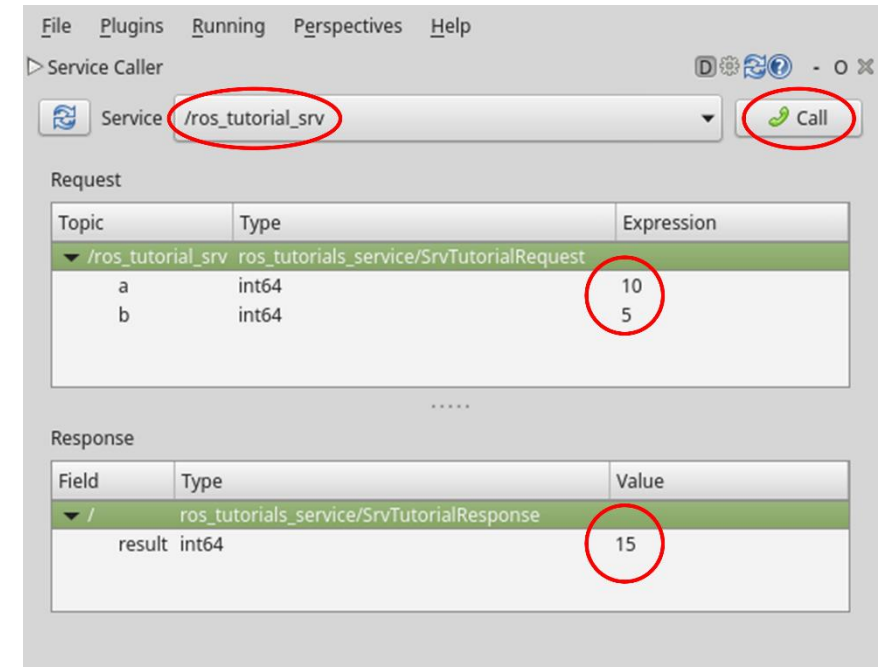 File Plugins Running Perspectives Help
Service Caller D - O
Service /ros_tutorial_srv Call
Request
Topic Type Expression
/ros_tutorial_srv ros_tutorials_service/SrvTutorialRequest
a int64 10
b int64 5
Response
Field Type Value
/ ros_tutorials_service/SrvTutorialResponse
result int64 15